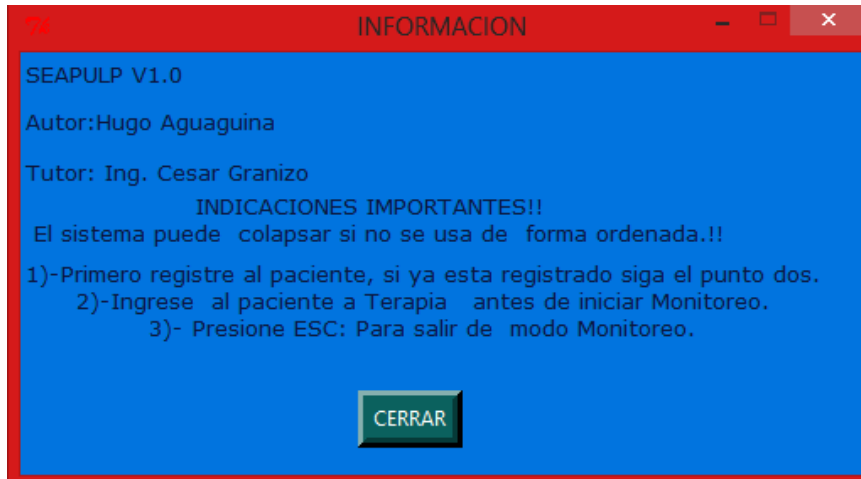 INFORMACION
SEAPULP V1.0
Autor:Hugo Aguaguina
Tutor: Ing. Cesar Granizo
INDICACIONES IMPORTANTES!!
El sistema puede colapsar si no se usa de forma ordenada.!!
1)-Primero registre al paciente, si ya esta registrado siga el punto dos.
2)-Ingrese al paciente a Terapia antes de iniciar Monitoreo.
3)- Presione ESC: Para salir de modo Monitoreo.
CERRAR